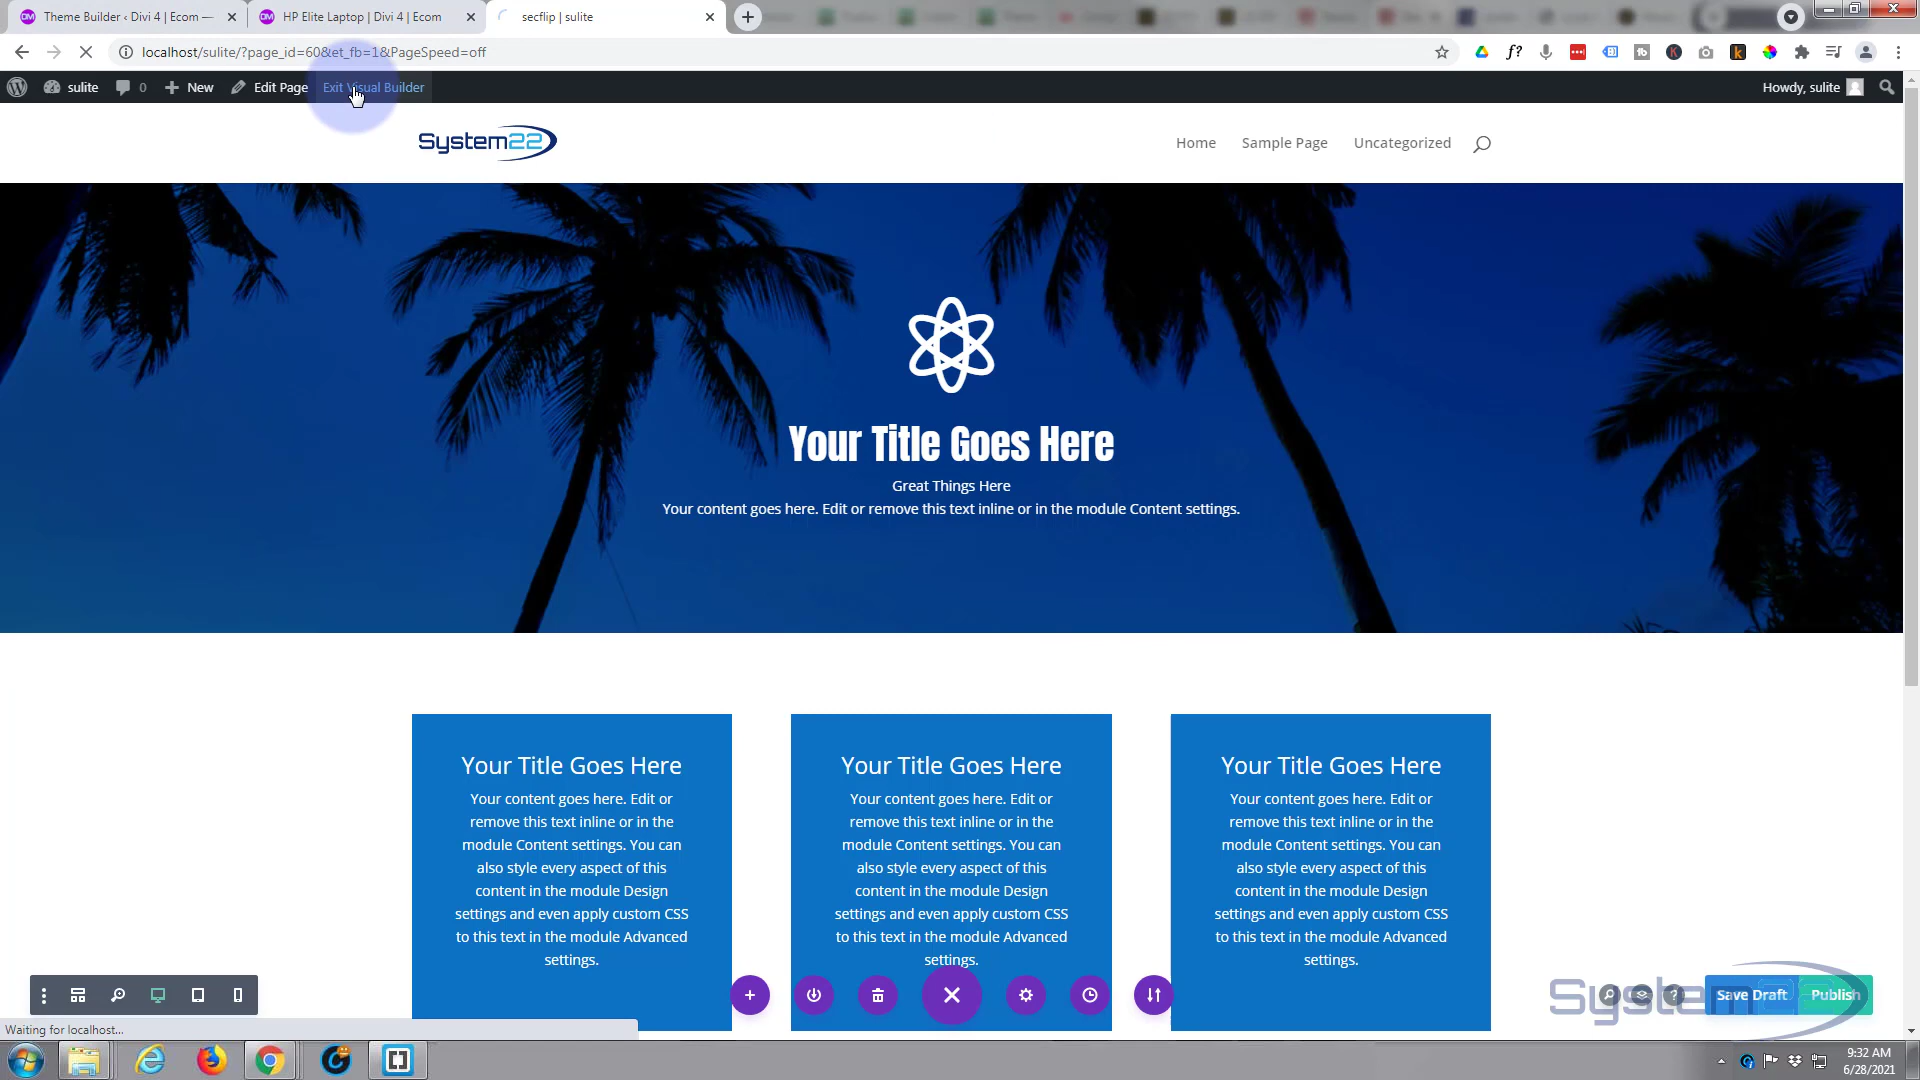 Theme Builder ‹ Divi 4 | Ecom —
HP Elite Laptop | Divi 4 | Ecom
secflip | sulite
localhost/sulite/?page_id=60&et_fb=1&PageSpeed=off
sulite
0
New
Edit Page
Exit Visual Builder
Howdy, sulite
System22
Home
Sample Page
Uncategorized
Your Title Goes Here
Great Things Here
Your content goes here. Edit or remove this text inline or in the module Content settings.
Your Title Goes Here
Your content goes here. Edit or
remove this text inline or in the
module Content settings. You can
also style every aspect of this
content in the module Design
settings and even apply custom CSS
to this text in the module Advanced
settings.
Your Title Goes Here
Your content goes here. Edit or
remove this text inline or in the
module Content settings. You can
also style every aspect of this
content in the module Design
settings and even apply custom CSS
to this text in the module Advanced
settings.
Your Title Goes Here
Your content goes here. Edit or
remove this text inline or in the
module Content settings. You can
also style every aspect of this
content in the module Design
settings and even apply custom CSS
to this text in the module Advanced
settings.
Save Draft
Publish
Waiting for localhost...
9:32 AM
6/28/2021